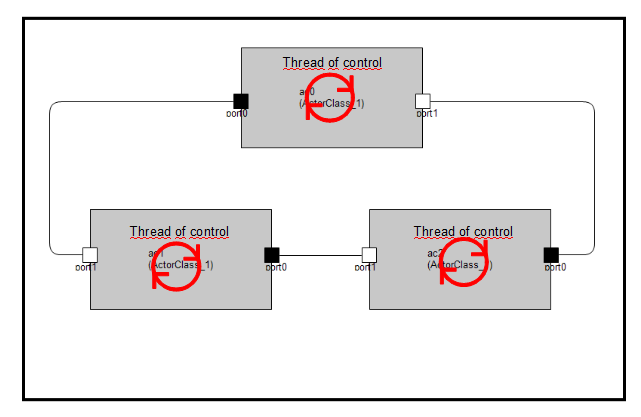 Thread of control
ac0
(ActorClass_1)
port0
port1
Thread of control
ac1
(ActorClass_1)
port1
port0
Thread of control
ac2
(ActorClass_1)
port1
port0